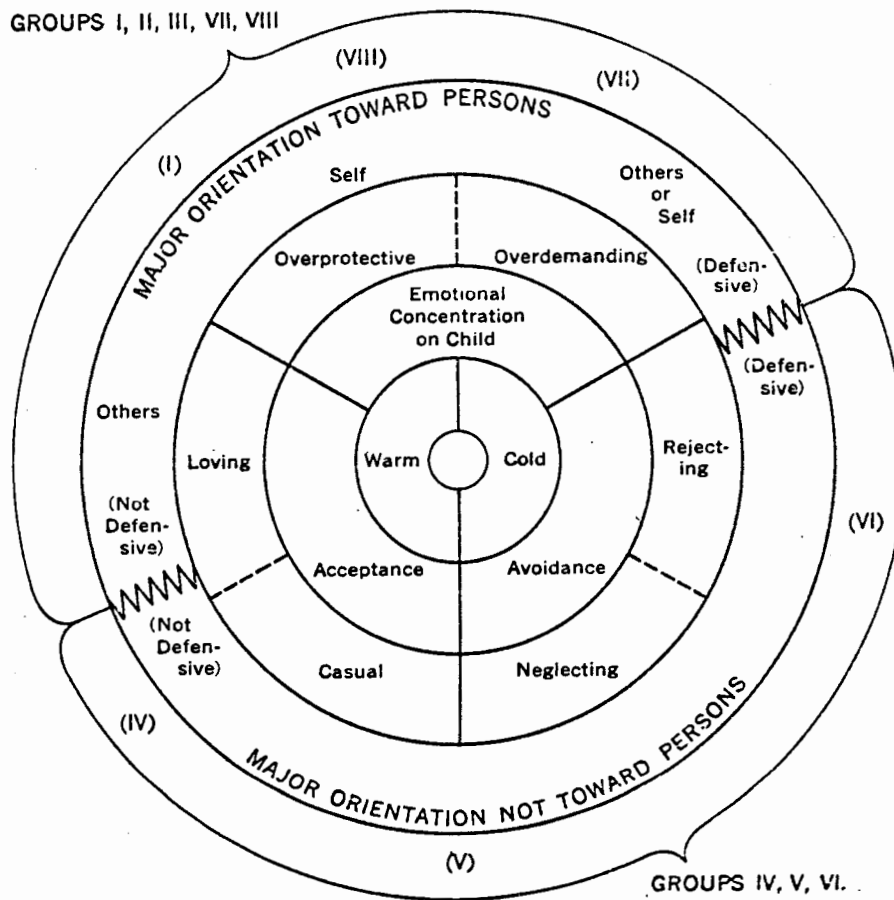 GROUPS I, II, III, VII, VIII
(VIII)
(VII)
(I)
MAJOR ORIENTATION TOWARD PERSONS
Self
Others
or
Self
Overprotective
Overdemanding
(Defen-
sive)
Emotional
Concentration
on Child
(Defen-
sive)
Others
Loving
Warm
Cold
Reject-
ing
(Not
Defen-
sive)
(VI)
Acceptance
Avoidance
(Not
Defen-
sive)
Casual
Neglecting
(IV)
MAJOR ORIENTATION NOT TOWARD PERSONS
(V)
GROUPS IV, V, VI.